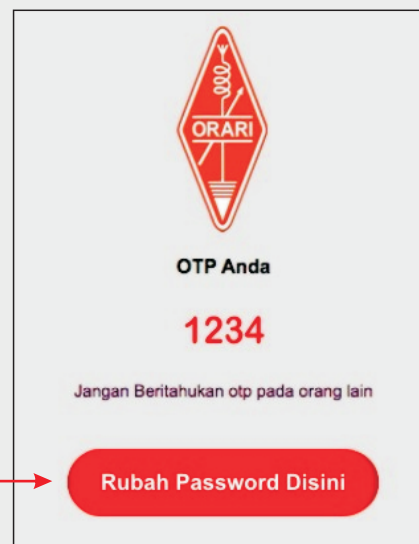 ORARI
OTP Anda
1234
Jangan Beritahukan otp pada orang lain
Rubah Password Disini